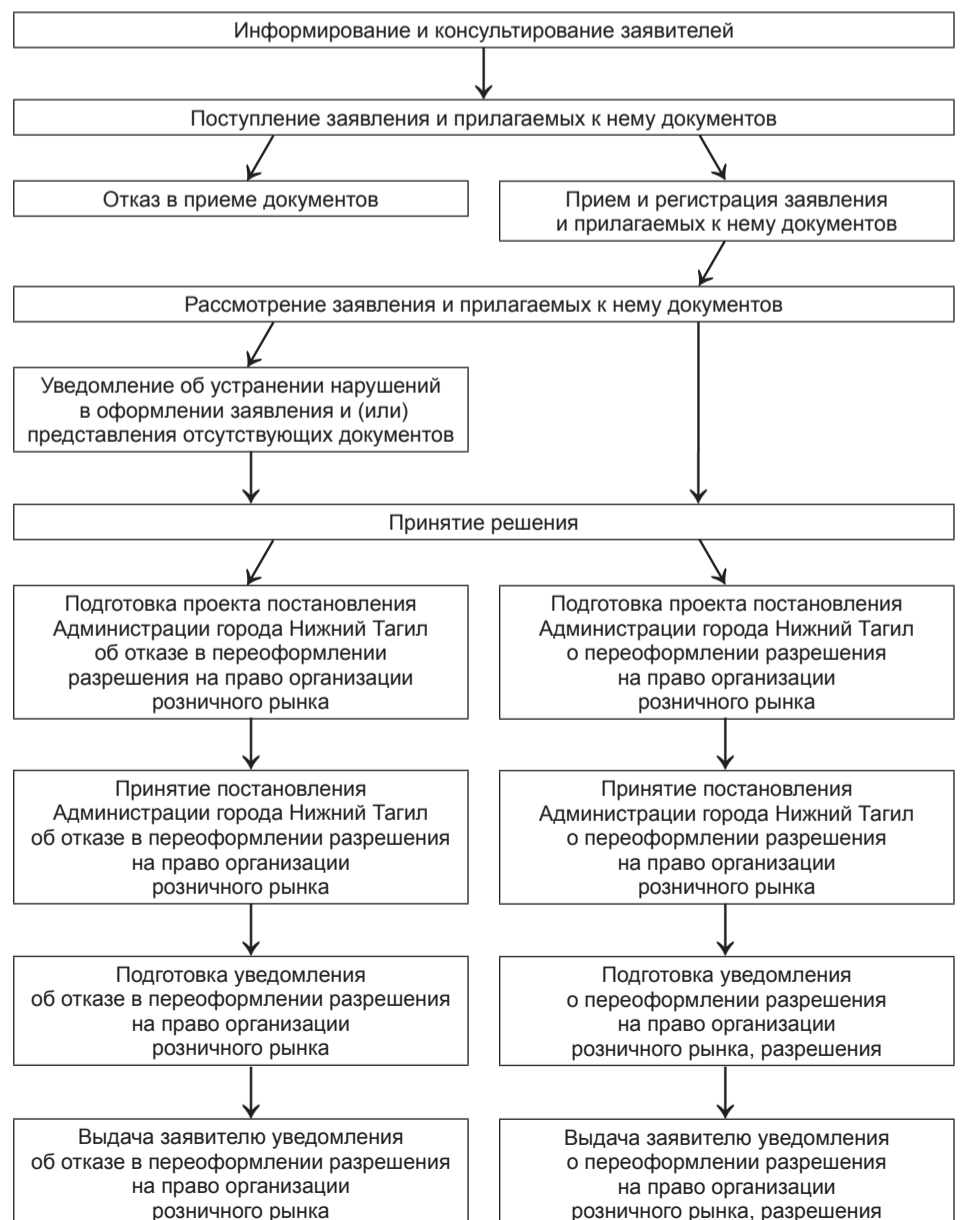 Информирование и консультирование заявителей
Поступление заявления и прилагаемых к нему документов
Отказ в приеме документов
Прием и регистрация заявления
и прилагаемых к нему документов
Рассмотрение заявления и прилагаемых к нему документов
Уведомление об устранении нарушений
в оформлении заявления и (или)
представления отсутствующих документов
Принятие решения
Подготовка проекта постановления
Администрации города Нижний Тагил
об отказе в переоформлении
разрешения на право организации
розничного рынка
Подготовка проекта постановления
Администрации города Нижний Тагил
о переоформлении разрешения
на право организации
розничного рынка
Принятие постановления
Администрации города Нижний Тагил
об отказе в переоформлении разрешения
на право организации
розничного рынка
Принятие постановления
Администрации города Нижний Тагил
о переоформлении разрешения
на право организации
розничного рынка
Подготовка уведомления
об отказе в переоформлении разрешения
на право организации
розничного рынка
Подготовка уведомления
о переоформлении разрешения
на право организации
розничного рынка, разрешения
Выдача заявителю уведомления
об отказе в переоформлении разрешения
на право организации
розничного рынка
Выдача заявителю уведомления
о переоформлении разрешения
на право организации
розничного рынка, разрешения